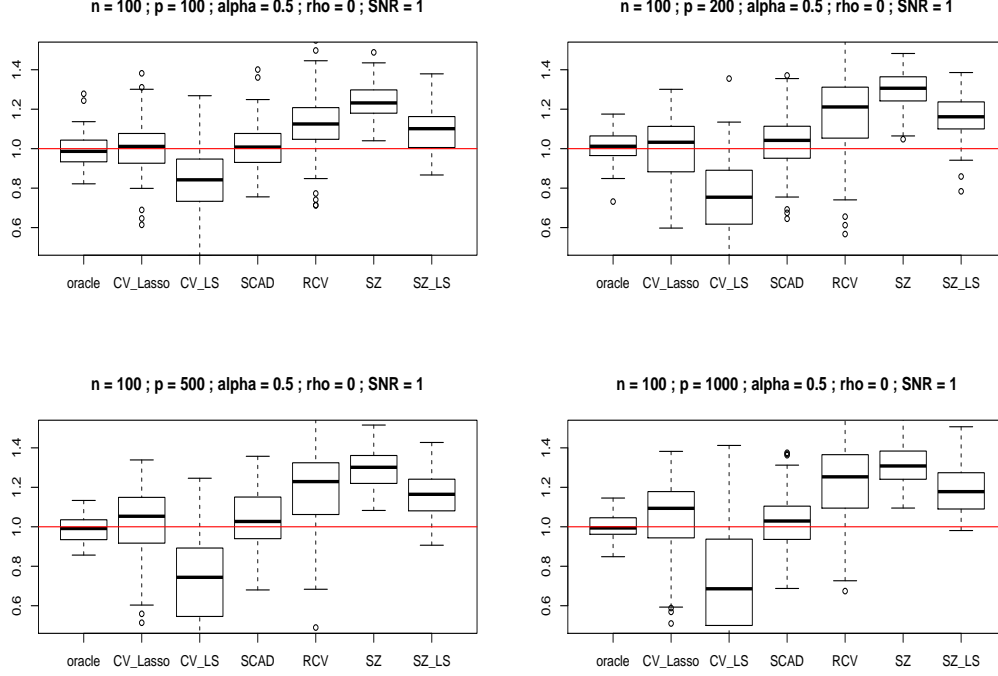 n = 100 ; p = 100 ; alpha = 0.5 ; rho = 0 ; SNR = 1
1.4
1.2
1.0
0.8
0.6
oracle CV_Lasso CV_LS SCAD RCV SZ SZ_LS
n = 100 ; p = 200 ; alpha = 0.5 ; rho = 0 ; SNR = 1
1.4
1.2
1.0
0.8
0.6
oracle CV_Lasso CV_LS SCAD RCV SZ SZ_LS
n = 100 ; p = 500 ; alpha = 0.5 ; rho = 0 ; SNR = 1
1.4
1.2
1.0
0.8
0.6
oracle CV_Lasso CV_LS SCAD RCV SZ SZ_LS
n = 100 ; p = 1000 ; alpha = 0.5 ; rho = 0 ; SNR = 1
1.4
1.2
1.0
0.8
0.6
oracle CV_Lasso CV_LS SCAD RCV SZ SZ_LS